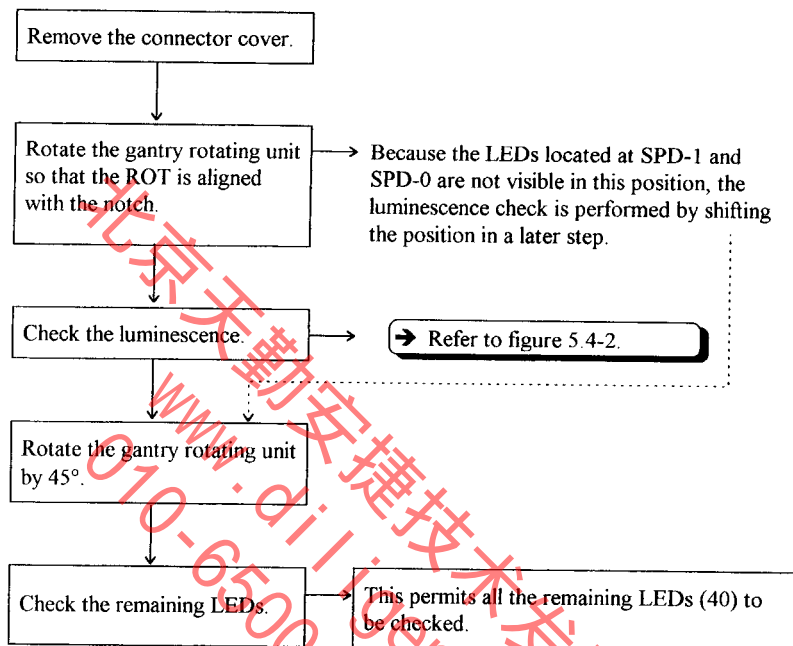 Remove the connector cover.
Rotate the gantry rotating unit
so that the ROT is aligned
with the notch.
Because the LEDs located at SPD-1 and
SPD-0 are not visible in this position, the
luminescence check is performed by shifting
the position in a later step.
Check the luminescence.
➔ Refer to figure 5.4-2.
Rotate the gantry rotating unit
by 45°.
Check the remaining LEDs.
This permits all the remaining LEDs (40) to
be checked.
北京天勤安捷技术发
www.diligen
010-6500